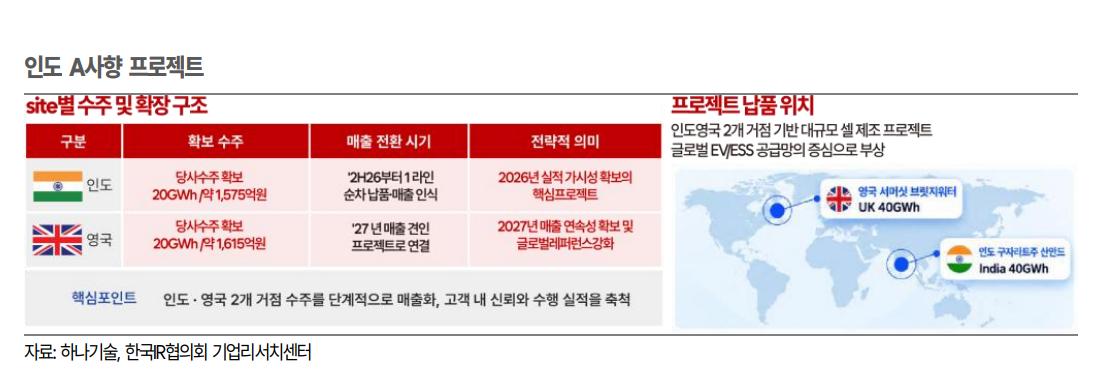 인도 A사향 프로젝트
site별 수주 및 확장 구조
구분 확보 수주 매출 전환 시기 전략적 의미
인도
당사수주 확보
20GWh /약 1,575억원
'2H26부터 1 라인
순차 납품·매출 인식
2026년 실적 가시성 확보의
핵심프로젝트
영국
당사수주 확보
20GWh /약 1,615억원
'27 년 매출 견인
프로젝트로 연결
2027년 매출 연속성 확보 및
글로벌레퍼런스강화
핵심포인트 인도 · 영국 2개 거점 수주를 단계적으로 매출화, 고객 내 신뢰와 수행 실적을 축척
프로젝트 납품 위치
인도영국 2개 거점 기반 대규모 셀 제조 프로젝트
글로벌 EV/ESS 공급망의 중심으로 부상
영국 서머싯 브릿지워터
UK 40GWh
인도 구자라트주 산안드
India 40GWh
자료: 하나기술, 한국IR협의회 기업리서치센터